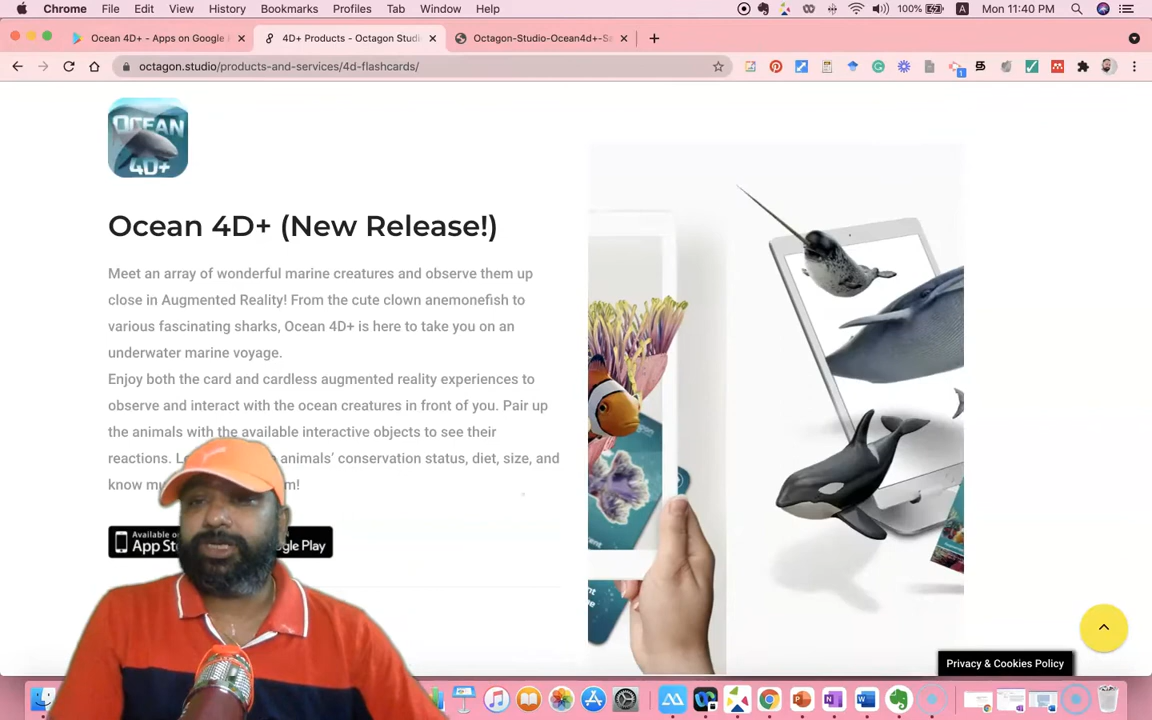 Chrome File Edit View History Bookmarks Profiles Tab Window Help 100% A Mon 11:40 PM
Ocean 4D+ - Apps on Google 4D+ Products - Octagon Stud Octagon-Studio-Ocean4d+-S
octagon.studio/products-and-services/4d-flashcards/
OCEAN
4D+
Ocean 4D+ (New Release!)
Meet an array of wonderful marine creatures and observe them up
close in Augmented Reality! From the cute clown anemonefish to
various fascinating sharks, Ocean 4D+ is here to take you on an
underwater marine voyage.
Enjoy both the card and cardless augmented reality experiences to
observe and interact with the ocean creatures in front of you. Pair up
the animals with the available interactive objects to see their
reactions. animals' conservation status, diet, size, and
know
Available on
App Play
Privacy & Cookies Policy